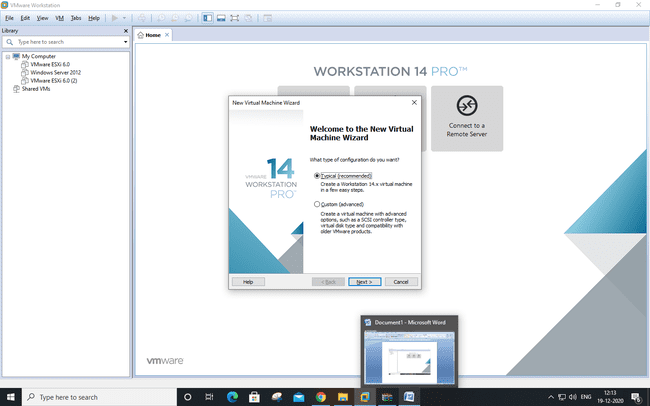 VMware Workstation
File Edit View VM Tabs Help
Library
Type here to search
My Computer
VMware ESXi 6.0
Windows Server 2012
VMware ESXi 6.0 (2)
Shared VMs
Home
WORKSTATION 14 PRO™
Connect to a
Remote Server
New Virtual Machine Wizard
VMWARE
14
WORKSTATION
PRO™
Welcome to the New Virtual
Machine Wizard
What type of configuration do you want?
Typical (recommended)
Create a Workstation 14.x virtual machine
in a few easy steps.
Custom (advanced)
Create a virtual machine with advanced
options, such as a SCSI controller type,
virtual disk type and compatibility with
older VMware products.
Help
< Back
Next >
Cancel
vmware
Document1 - Microsoft Word
Type here to search
ENG
12:13
19-12-2020